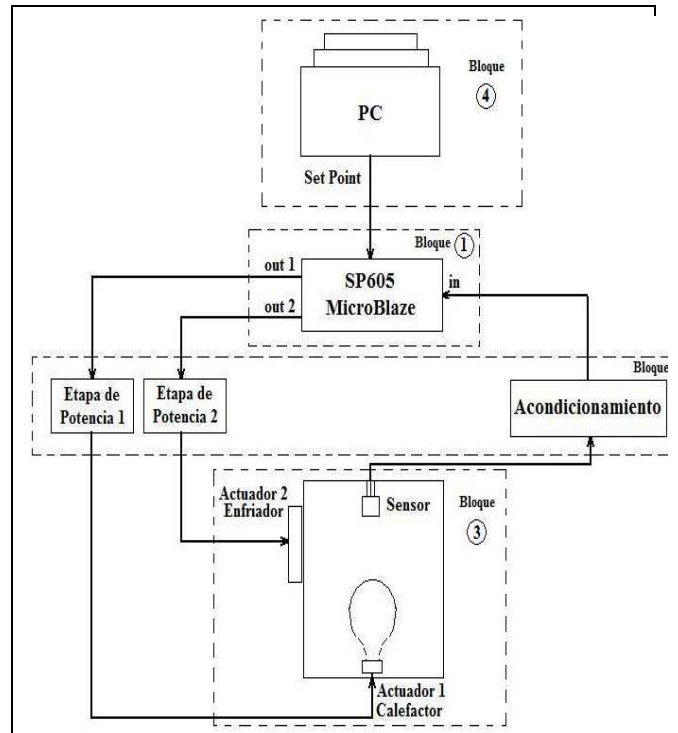 Bloque
4
PC
Set Point
Bloque 1
out 1
SP605
MicroBlaze
in
out 2
Bloque
Etapa de
Potencia 1
Etapa de
Potencia 2
Acondicionamiento
Actuador 2
Enfriador
Sensor
Bloque
3
Actuador 1
Calefactor